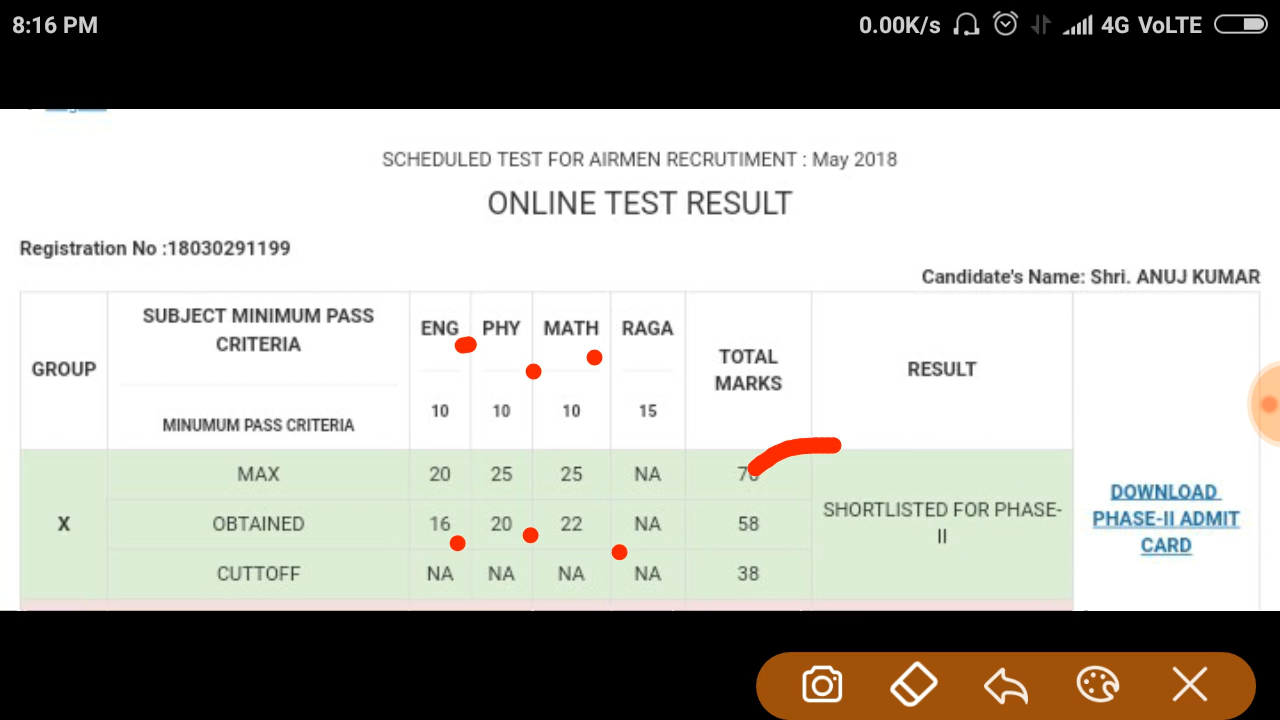 8:16 PM 0.00K/s 4G VoLTE
SCHEDULED TEST FOR AIRMEN RECRUTIMENT : May 2018
ONLINE TEST RESULT
Registration No :18030291199
Candidate's Name: Shri. ANUJ KUMAR
GROUP
SUBJECT MINIMUM PASS
CRITERIA
MINUMUM PASS CRITERIA
ENG PHY MATH RAGA
10 10 10 15
TOTAL
MARKS
RESULT
X
MAX 20 25 25 NA
OBTAINED 16 20 22 NA 58
CUTTOFF NA NA NA NA 38
SHORTLISTED FOR PHASE-
II
DOWNLOAD
PHASE-II ADMIT
CARD